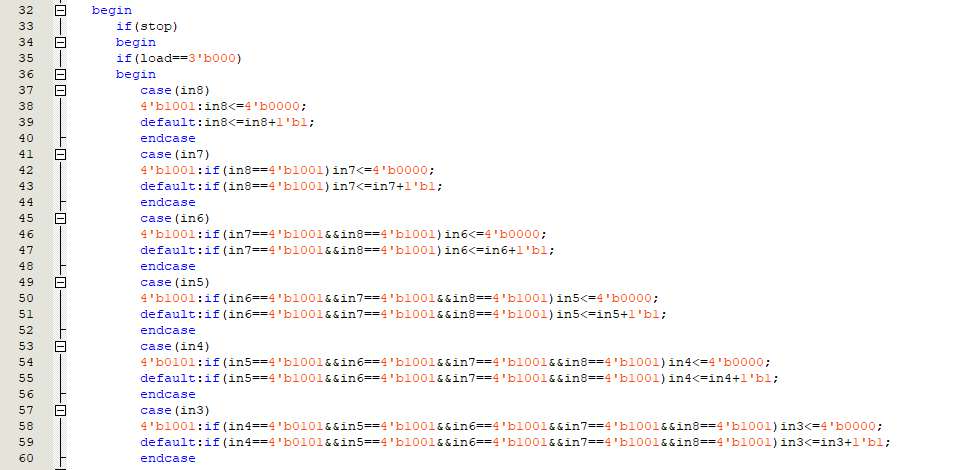 32 begin
33 if(stop)
34 begin
35 if(load==3'b000)
36 begin
37 case(in8)
38 4'b1001:in8<=4'b0000;
39 default:in8<=in8+1'b1;
40 endcase
41 case(in7)
42 4'b1001:if(in8==4'b1001)in7<=4'b0000;
43 default:if(in8==4'b1001)in7<=in7+1'b1;
44 endcase
45 case(in6)
46 4'b1001:if(in7==4'b1001&&in8==4'b1001)in6<=4'b0000;
47 default:if(in7==4'b1001&&in8==4'b1001)in6<=in6+1'b1;
48 endcase
49 case(in5)
50 4'b1001:if(in6==4'b1001&&in7==4'b1001&&in8==4'b1001)in5<=4'b0000;
51 default:if(in6==4'b1001&&in7==4'b1001&&in8==4'b1001)in5<=in5+1'b1;
52 endcase
53 case(in4)
54 4'b0101:if(in5==4'b1001&&in6==4'b1001&&in7==4'b1001&&in8==4'b1001)in4<=4'b0000;
55 default:if(in5==4'b1001&&in6==4'b1001&&in7==4'b1001&&in8==4'b1001)in4<=in4+1'b1;
56 endcase
57 case(in3)
58 4'b1001:if(in4==4'b0101&&in5==4'b1001&&in6==4'b1001&&in7==4'b1001&&in8==4'b1001)in3<=4'b0000;
59 default:if(in4==4'b0101&&in5==4'b1001&&in6==4'b1001&&in7==4'b1001&&in8==4'b1001)in3<=in3+1'b1;
60 endcase